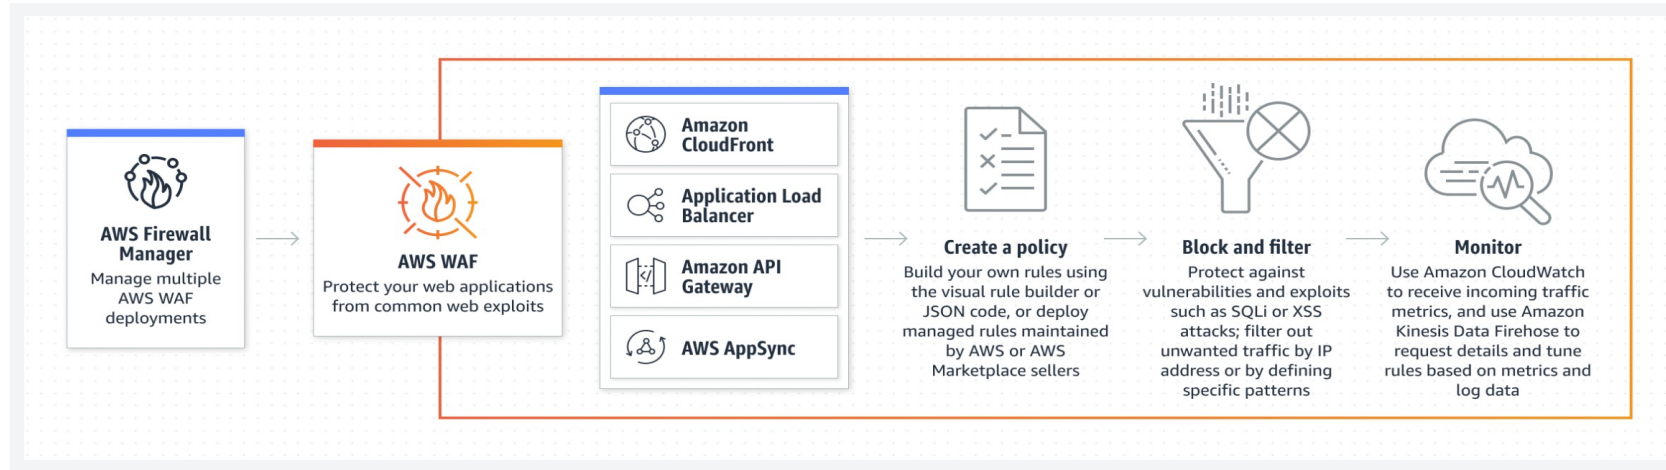 AWS Firewall
Manager
Manage multiple
AWS WAF
deployments
AWS WAF
Protect your web applications
from common web exploits
Amazon
CloudFront
Application Load
Balancer
Amazon API
Gateway
AWS AppSync
Create a policy
Build your own rules using
the visual rule builder or
JSON code, or deploy
managed rules maintained
by AWS or AWS
Marketplace sellers
Block and filter
Protect against
vulnerabilities and exploits
such as SQLi or XSS
attacks; filter out
unwanted traffic by IP
address or by defining
specific patterns
Monitor
Use Amazon CloudWatch
to receive incoming traffic
metrics, and use Amazon
Kinesis Data Firehose to
request details and tune
rules based on metrics and
log data